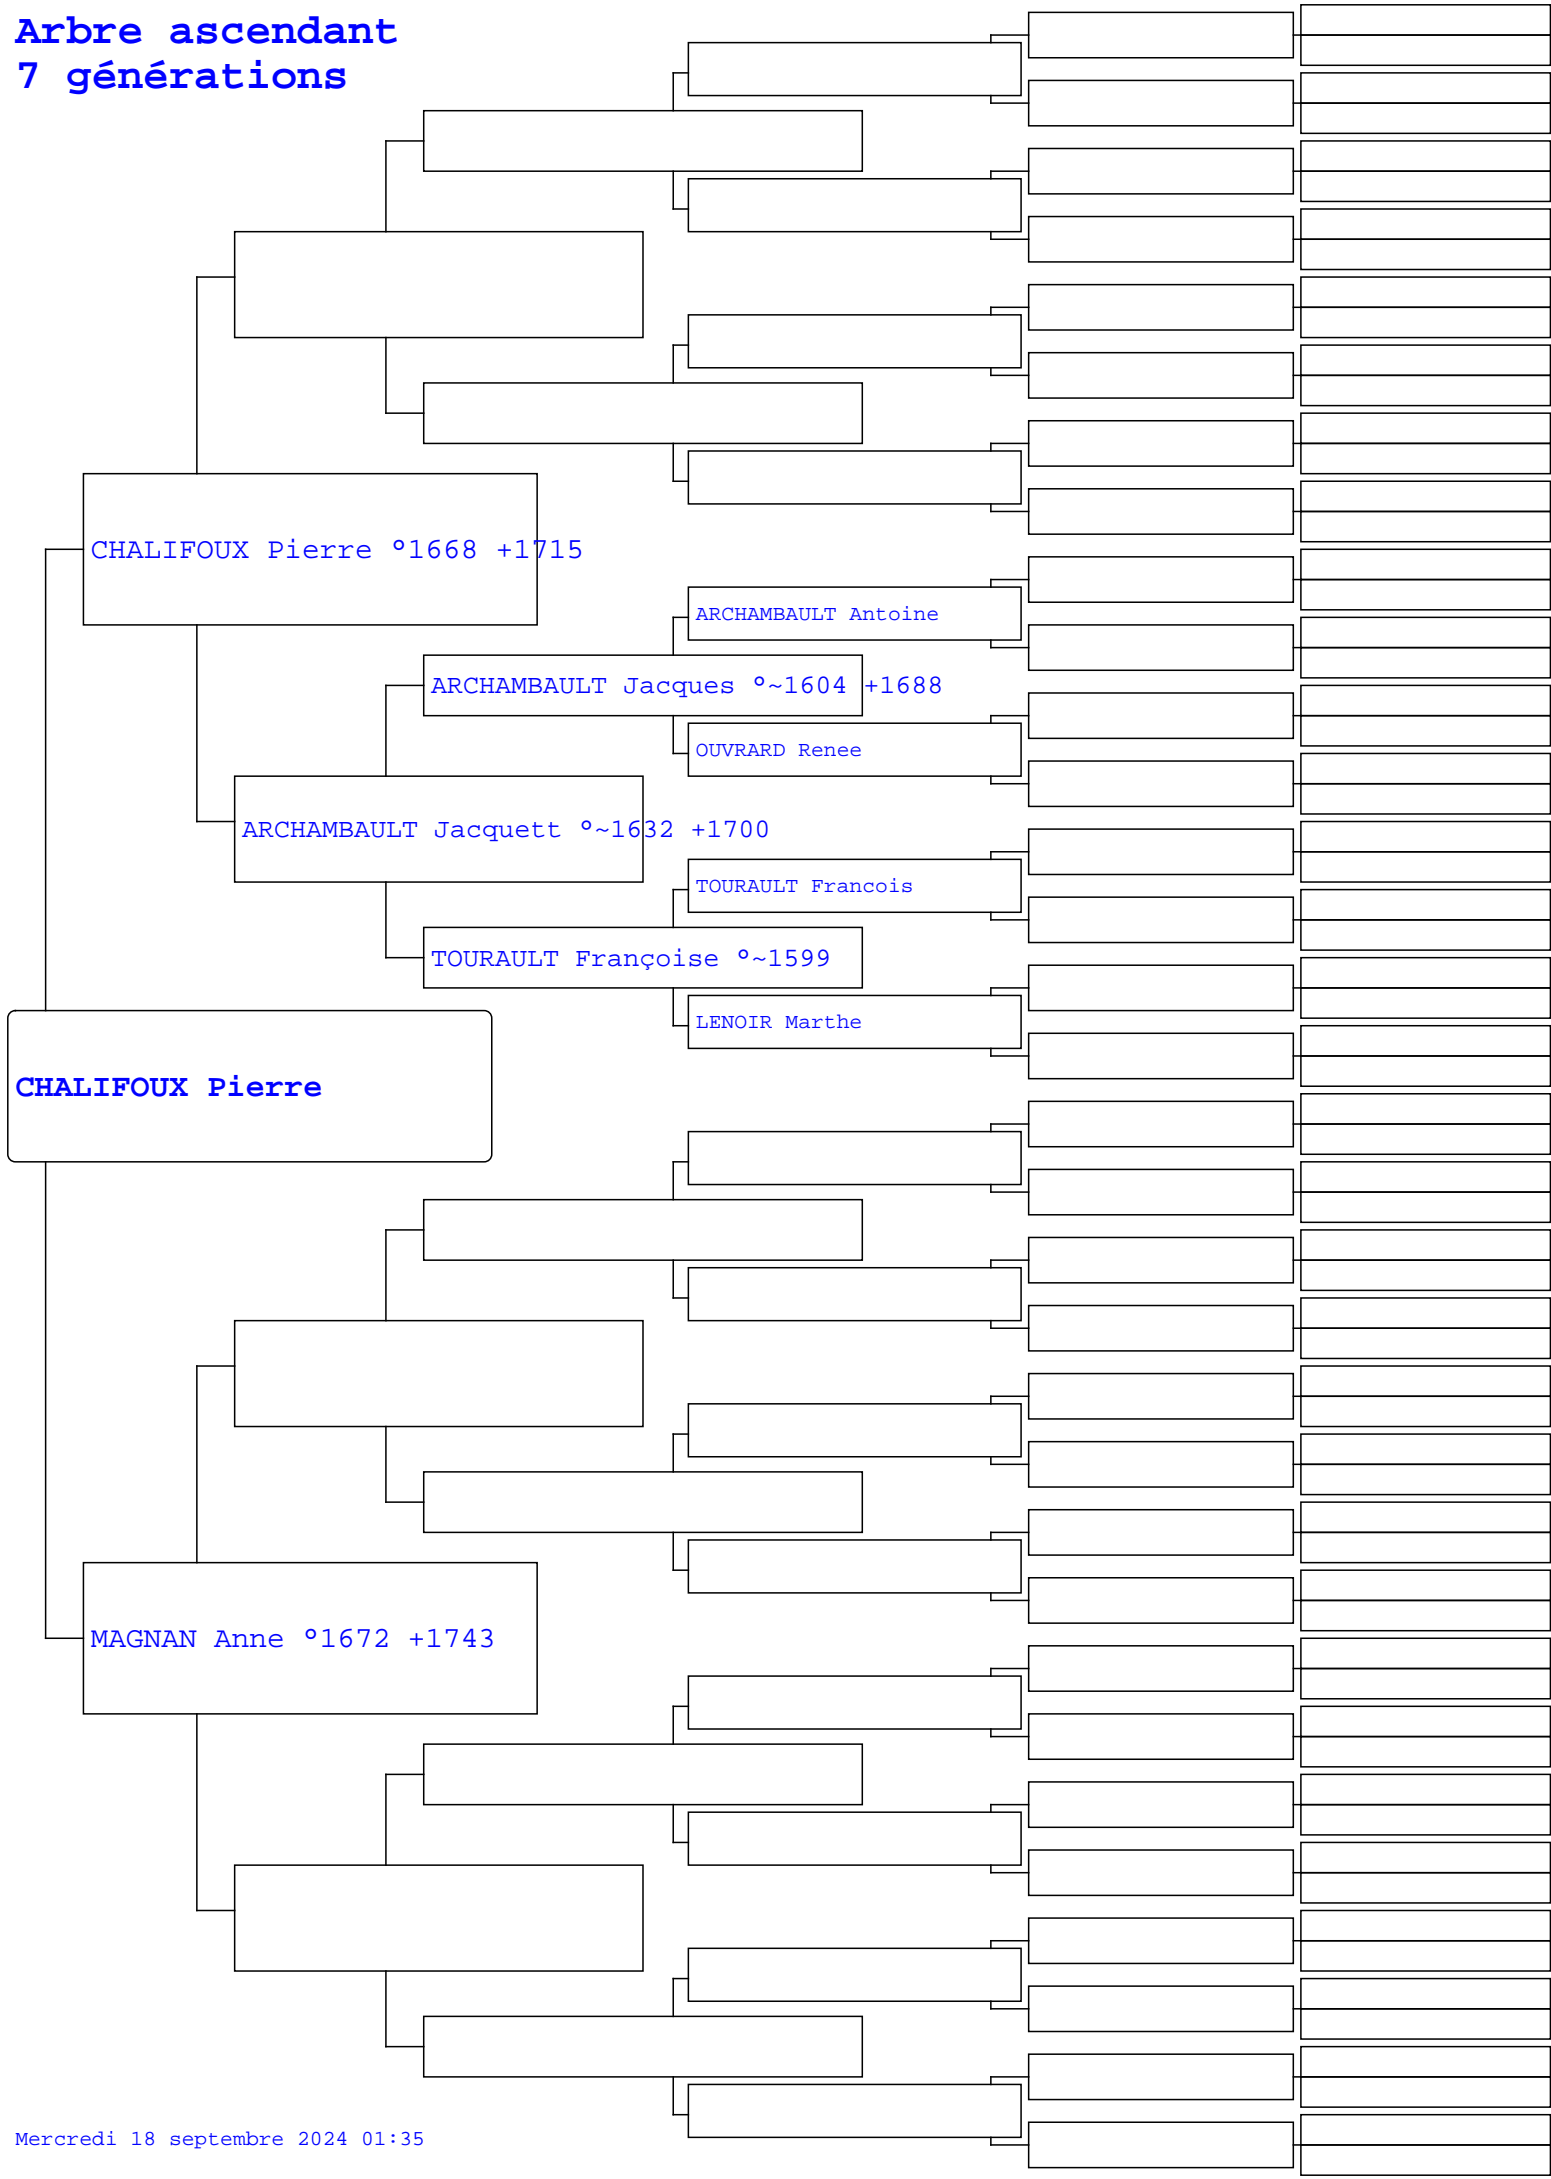 Arbre ascendant
7 générations
CHALIFOUX Pierre °1668 +1715
ARCHAMBAULT Antoine
ARCHAMBAULT Jacques °~1604 +1688
OUVRARD Renee
ARCHAMBAULT Jacquett °~1632 +1700
TOURAULT Francois
TOURAULT Françoise °~1599
LENOIR Marthe
CHALIFOUX Pierre
MAGNAN Anne °1672 +1743
Mercredi 18 septembre 2024 01:35